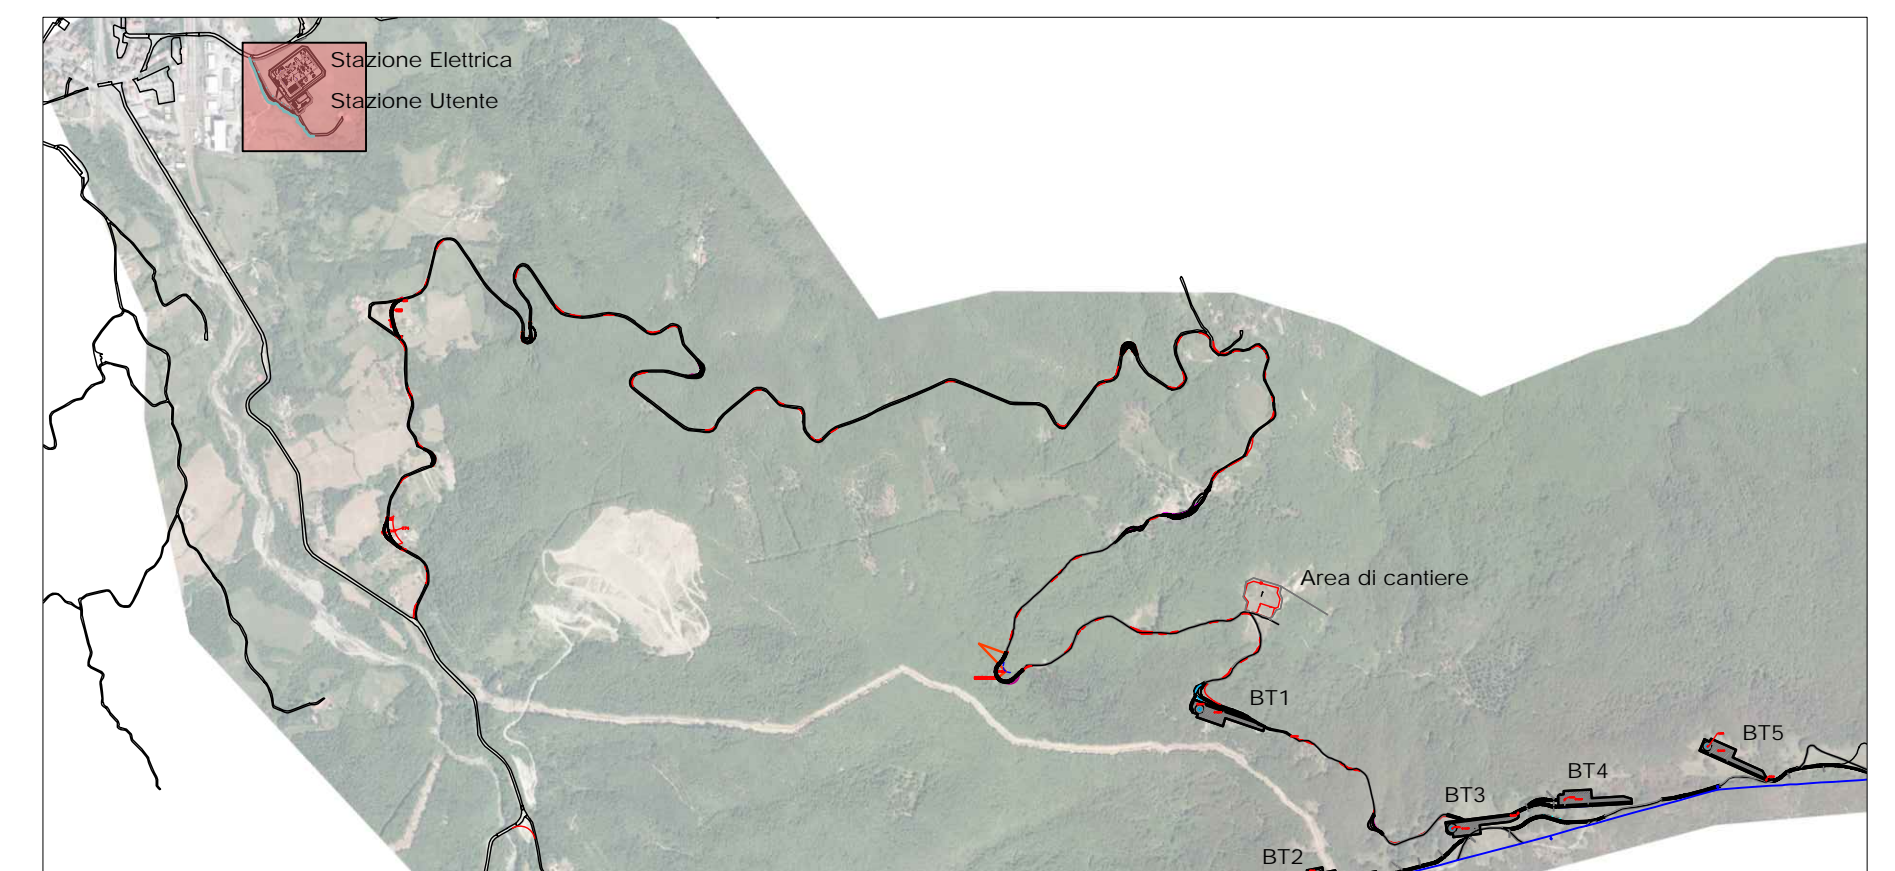 Stazione Elettrica
Stazione Utente
Area di cantiere
BT1
BT5
BT4
BT3
BT2